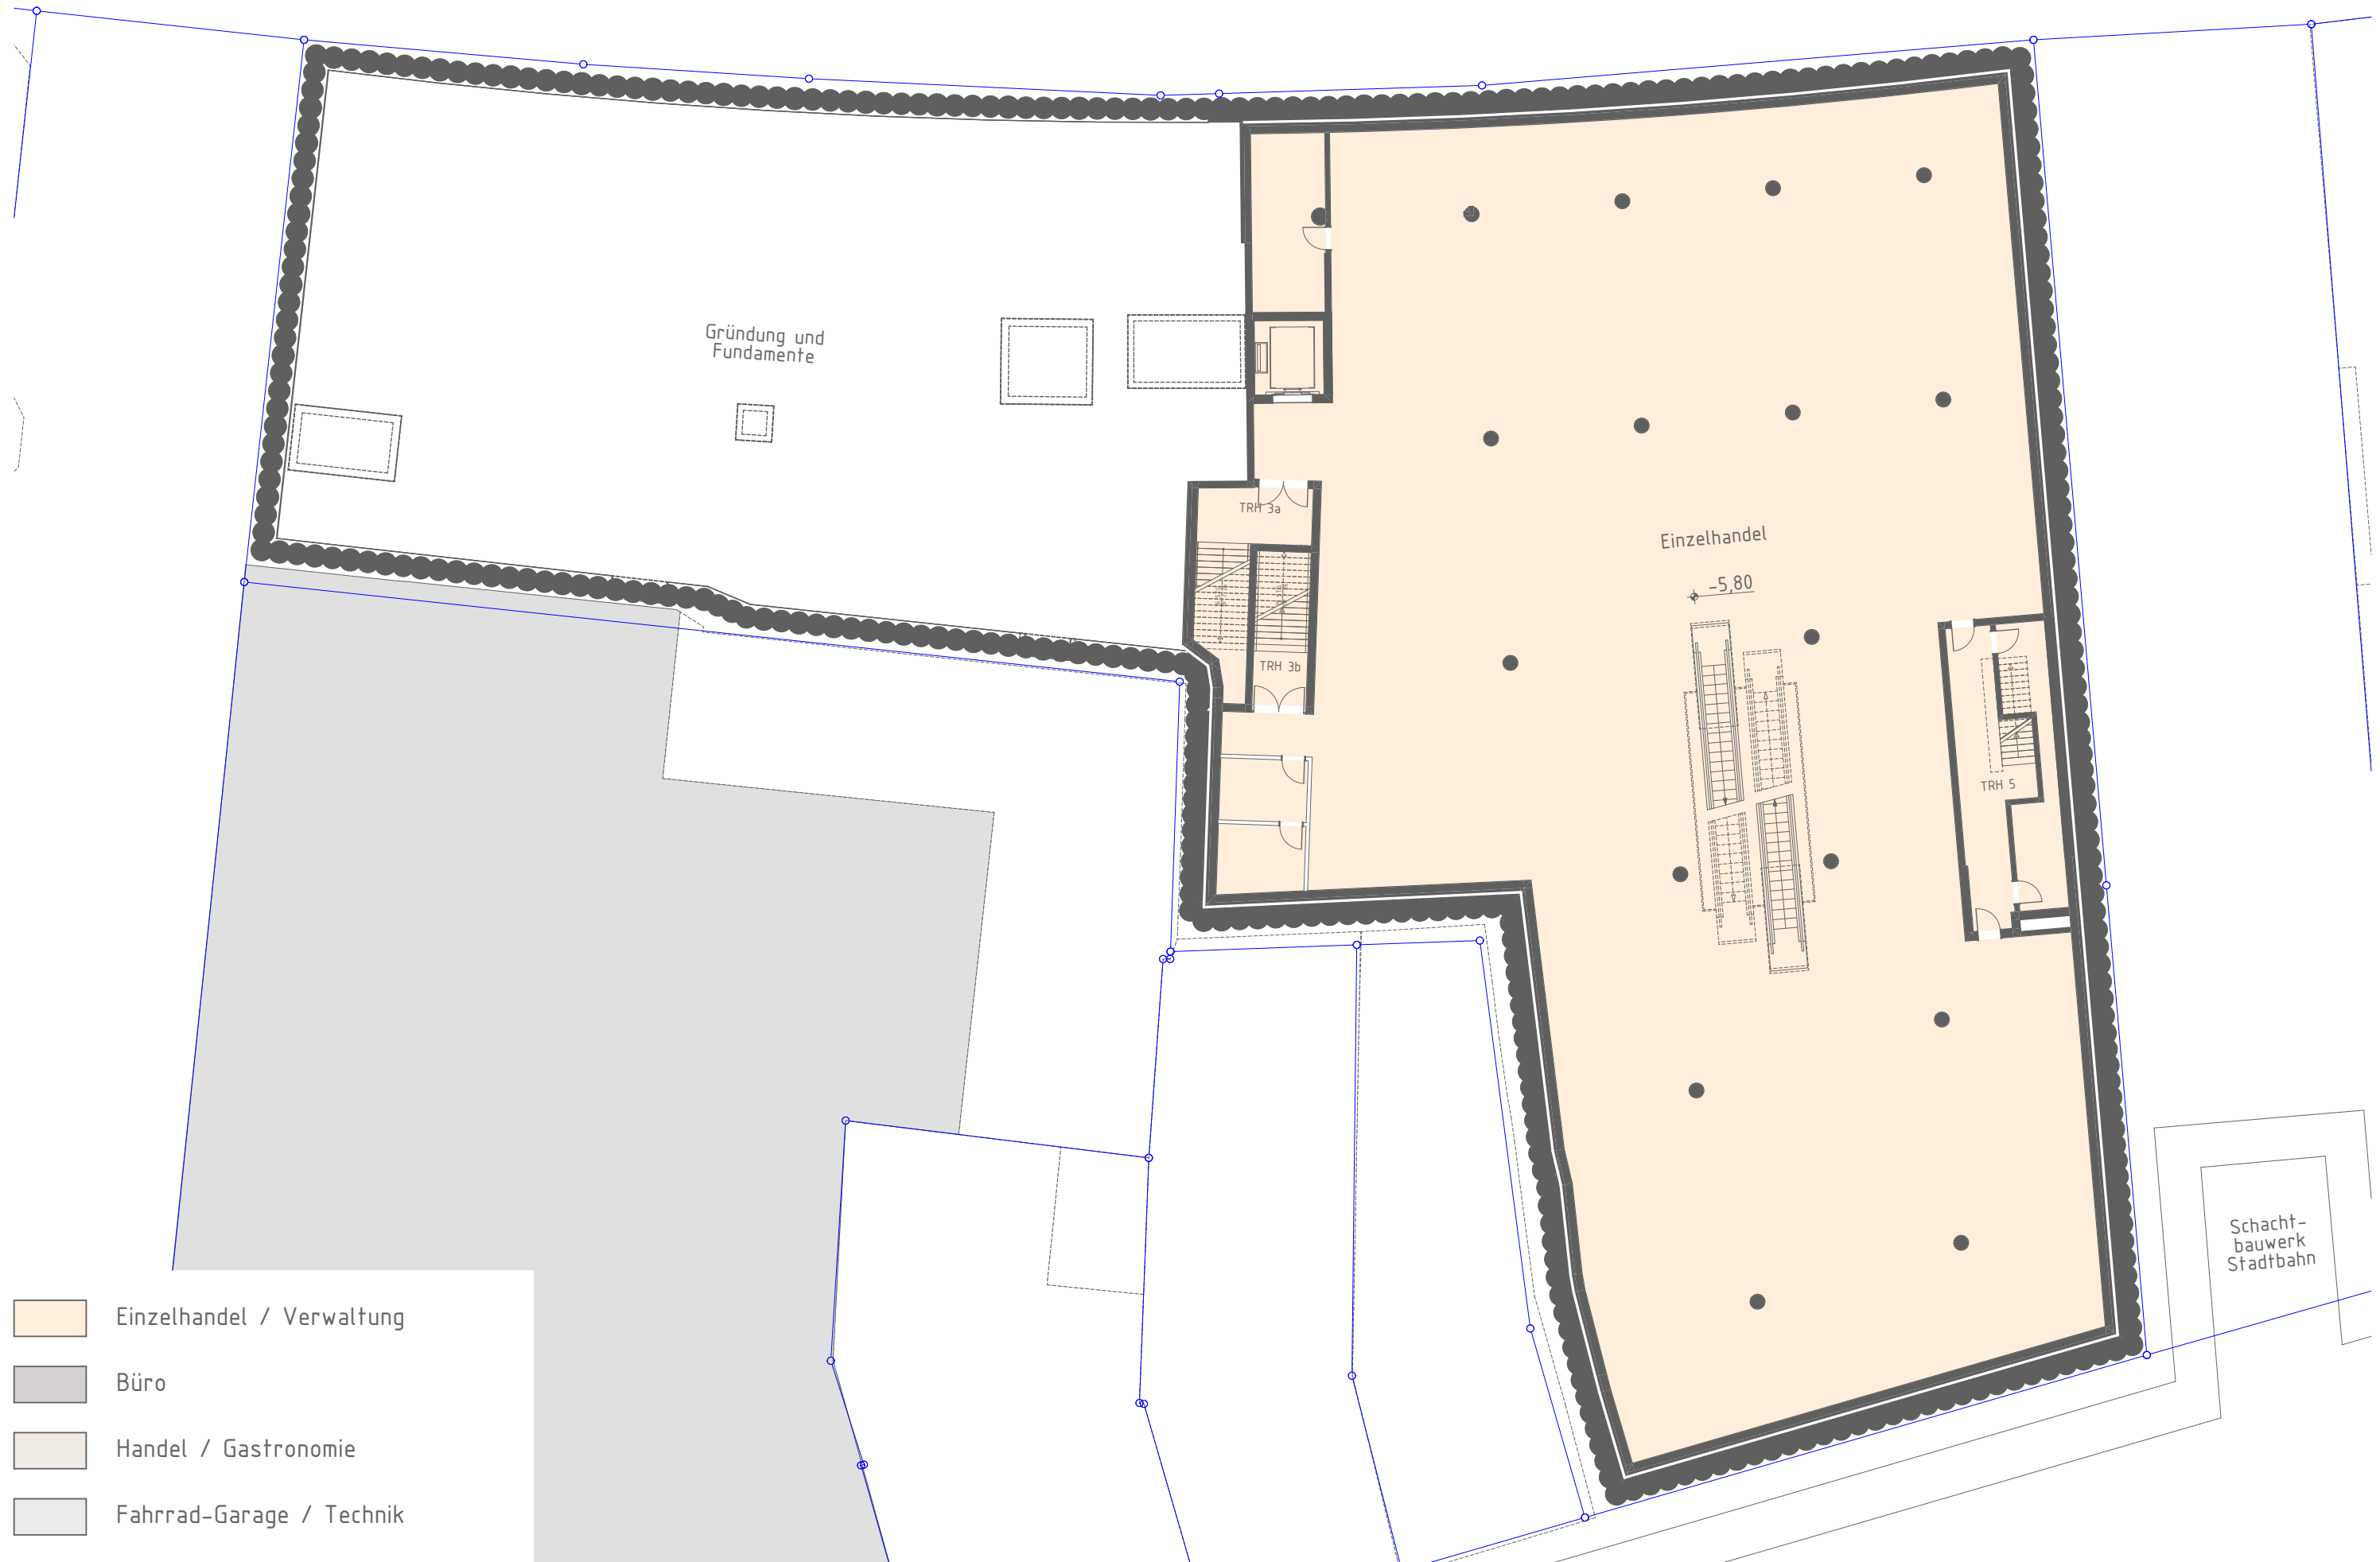 Gründung und
Fundamente
TRH 3a
TRH 3b
Einzelhandel
-5,80
TRH 5
Schacht-
bauwerk
Stadtbahn
Einzelhandel / Verwaltung
Büro
Handel / Gastronomie
Fahrrad-Garage / Technik